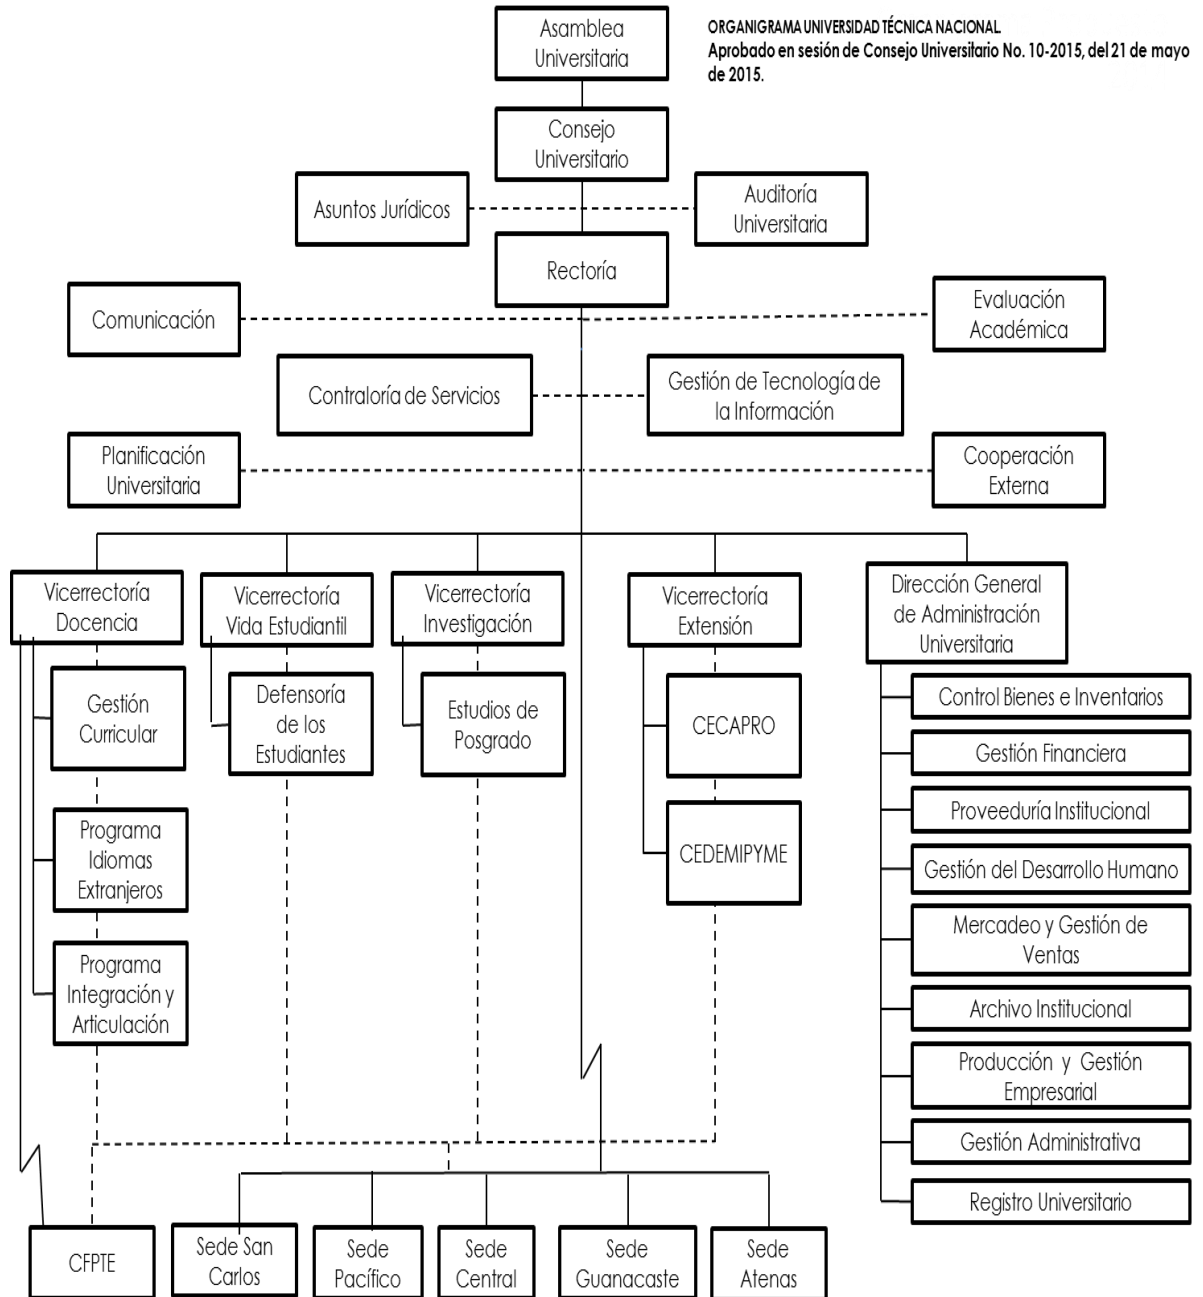 Asamblea
Universitaria
ORGANIGRAMA UNIVERSIDAD TÉCNICA NACIONAL
Aprobado en sesión de Consejo Universitario No. 10-2015, del 21 de mayo
de 2015.
Consejo
Universitario
Asuntos Jurídicos
Auditoría
Universitaria
Rectoría
Comunicación
Evaluación
Académica
Contraloría de Servicios
Gestión de Tecnología de
la Información
Planificación
Universitaria
Cooperación
Externa
Vicerrectoría
Docencia
Vicerrectoría
Vida Estudiantil
Vicerrectoría
Investigación
Vicerrectoría
Extensión
Dirección General
de Administración
Universitaria
Gestión
Curricular
Defensoría
de los
Estudiantes
Estudios de
Posgrado
CECAPRO
Control Bienes e Inventarios
Gestión Financiera
Proveeduría Institucional
Programa
Idiomas
Extranjeros
CEDEMIPYME
Gestión del Desarrollo Humano
Mercadeo y Gestión de
Ventas
Programa
Integración y
Articulación
Archivo Institucional
Producción y Gestión
Empresarial
Gestión Administrativa
Registro Universitario
CFPTE
Sede San
Carlos
Sede
Pacífico
Sede
Central
Sede
Guanacaste
Sede
Atenas